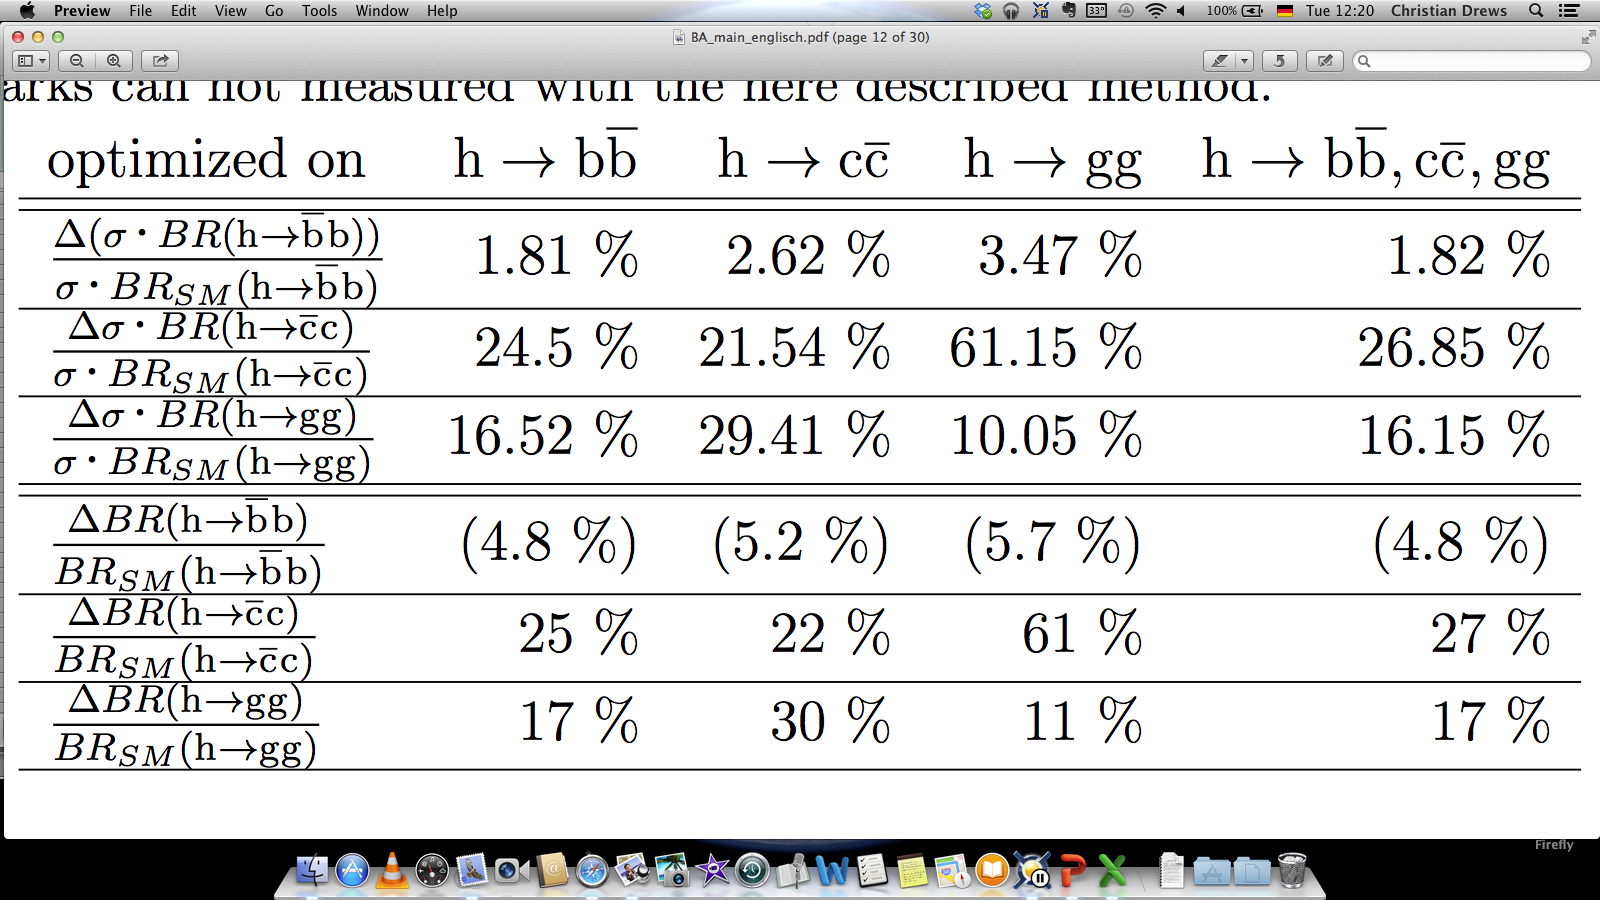 Preview File Edit View Go Tools Window Help 33° 100% Tue 12:20 Christian Drews
BA_main_englisch.pdf (page 12 of 30)
arks can not measured with the here described method.
optimized on h → bb̅ h → cc̅ h → gg h → bb̅, cc̅, gg
Δ(σ · BR(h→b̅b)) / σ · BR_SM(h→b̅b) 1.81 % 2.62 % 3.47 % 1.82 %
Δσ · BR(h→c̅c) / σ · BR_SM(h→c̅c) 24.5 % 21.54 % 61.15 % 26.85 %
Δσ · BR(h→gg) / σ · BR_SM(h→gg) 16.52 % 29.41 % 10.05 % 16.15 %
ΔBR(h→b̅b) / BR_SM(h→b̅b) (4.8 %) (5.2 %) (5.7 %) (4.8 %)
ΔBR(h→c̅c) / BR_SM(h→c̅c) 25 % 22 % 61 % 27 %
ΔBR(h→gg) / BR_SM(h→gg) 17 % 30 % 11 % 17 %
Firefly